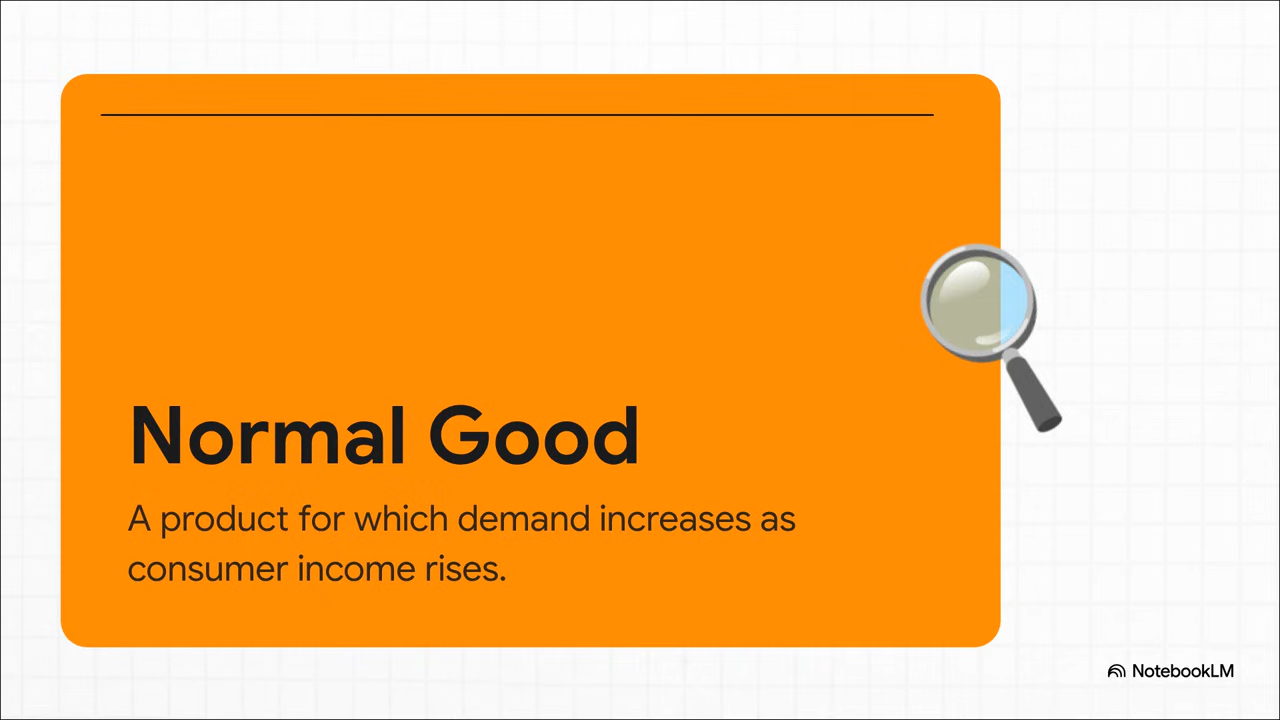 Normal Good
A product for which demand increases as
consumer income rises.
NotebookLM